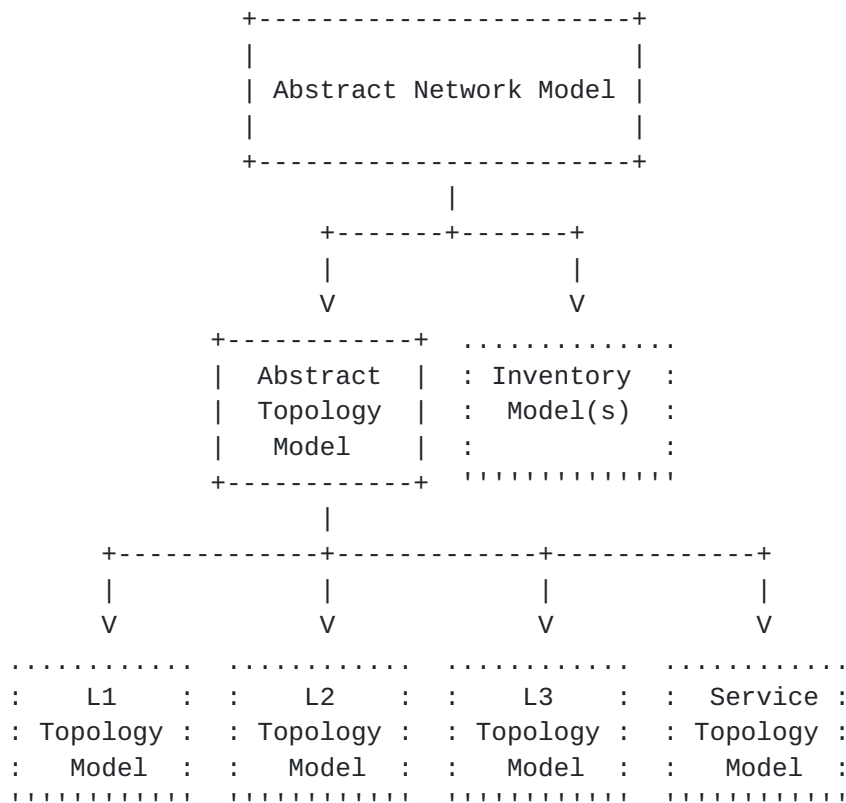 Abstract Network Model
Abstract Inventory
Topology Model(s)
Model
L1 L2 L3 Service
Topology Topology Topology Topology
Model Model Model Model